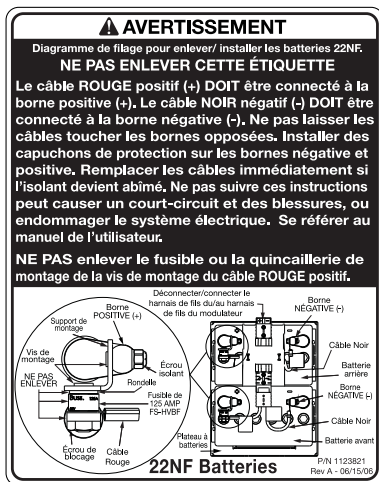 AVERTISSEMENT
Diagramme de filage pour enlever/ installer les batteries 22NF.
NE PAS ENLEVER CETTE ÉTIQUETTE
Le câble ROUGE positif (+) DOIT être connecté à la
borne positive (+). Le câble NOIR négatif (-) DOIT être
connecté à la borne négative (-). Ne pas laisser les
câbles toucher les bornes opposées. Installer des
capuchons de protection sur les bornes négative et
positive. Remplacer les câbles immédiatement si
l'isolant devient abîmé. Ne pas suivre ces instructions
peut causer un court-circuit et des blessures, ou
endommager le système électrique. Se référer au
manuel de l'utilisateur.
NE PAS enlever le fusible ou la quincaillerie de
montage de la vis de montage du câble ROUGE positif.
Déconnecter/connecter le
harnais de fils du/au harnais
de fils du modulateur
Borne
POSITIVE (+)
Support de
montage
Vis de
montage
NE PAS
ENLEVER
Écrou
isolant
Rondelle
Fusible de
125 AMP
FS-HVBF
Écrou de
blocage
Câble
Rouge
Borne
NÉGATIVE (-)
Câble Noir
Batterie
arrière
Borne
NÉGATIVE (-)
Câble Noir
Batterie avant
Plateau à
batteries
22NF Batteries
P/N 1123821
Rev A - 06/15/06